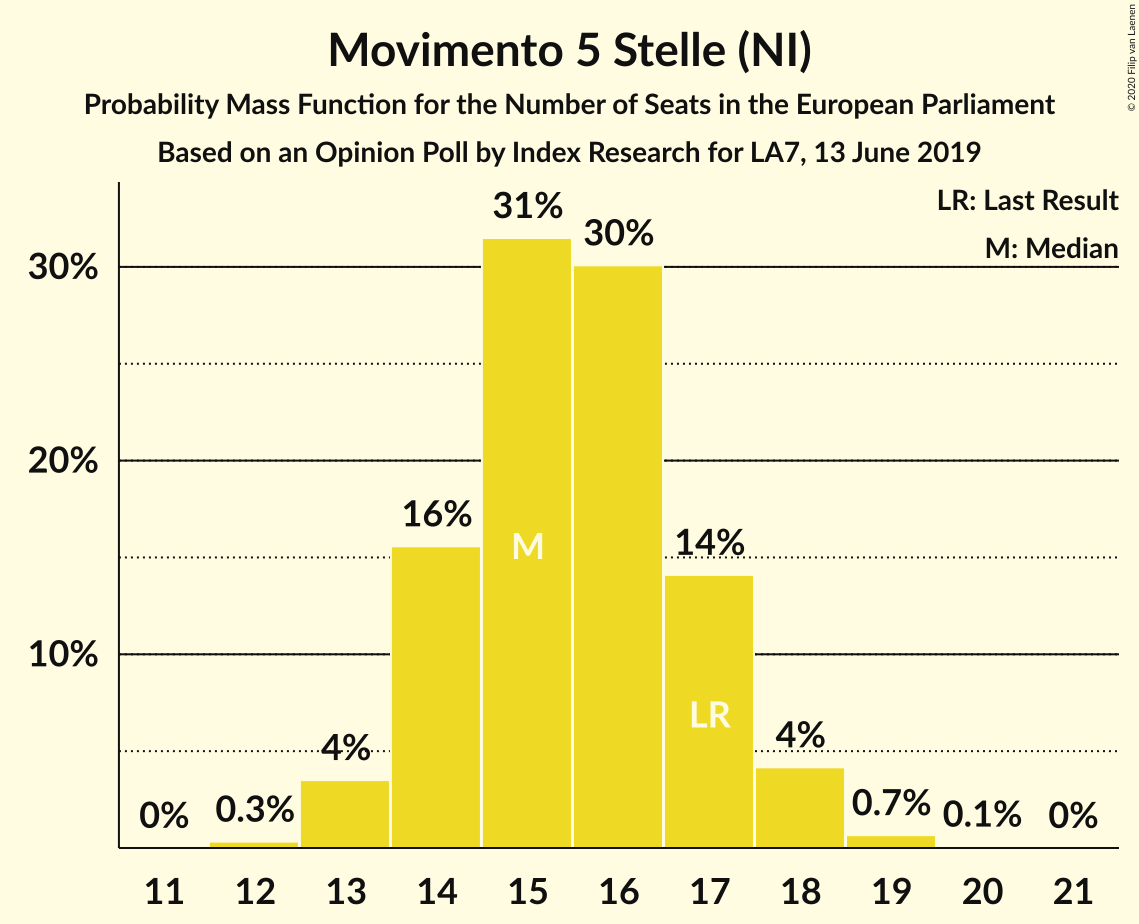 Movimento 5 Stelle (NI)
Probability Mass Function for the Number of Seats in the European Parliament
Based on an Opinion Poll by Index Research for LA7, 13 June 2019
© 2020 Filip van Laenen
LR: Last Result
M: Median
30%
20%
10%
0%
0.3%
4%
16%
31%
30%
14%
4%
0.7%
0.1%
0%
M
LR
11 12 13 14 15 16 17 18 19 20 21